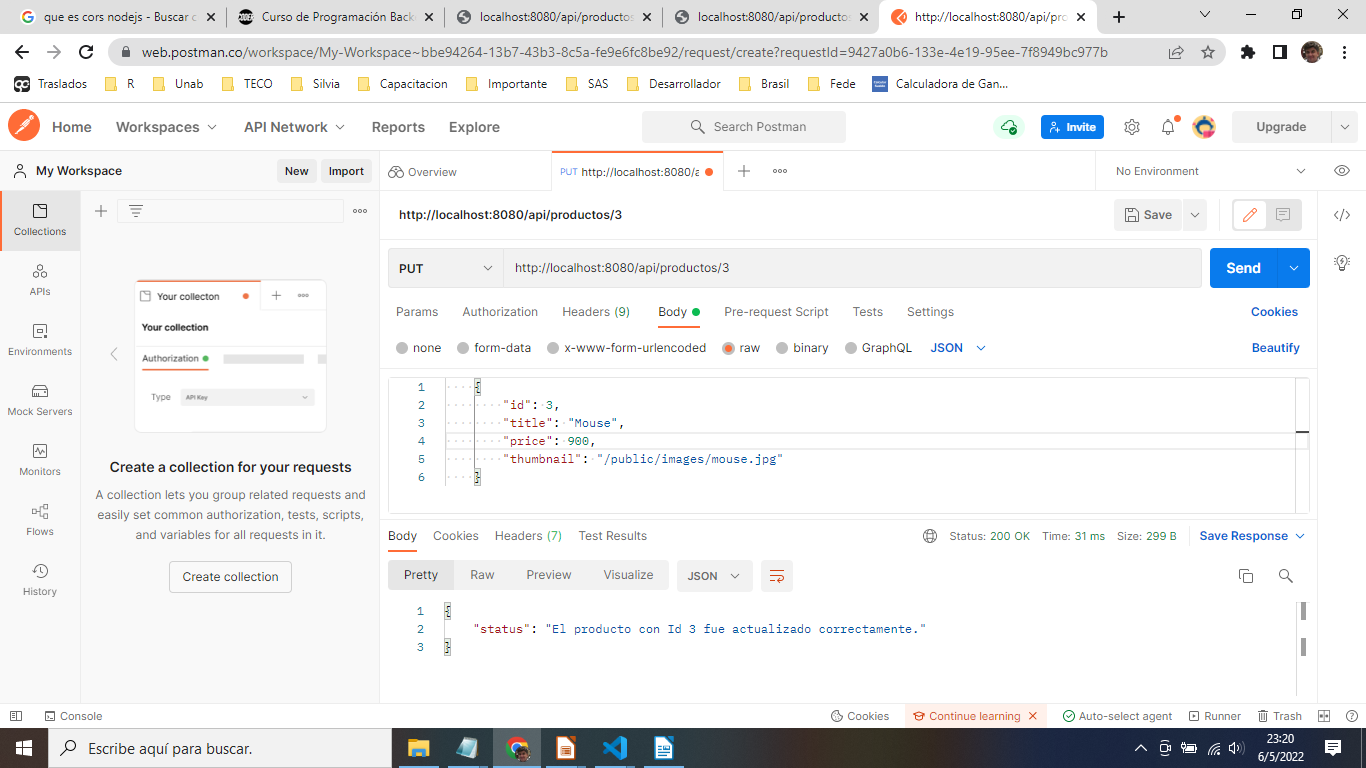 que es cors nodejs - Buscar c
Curso de Programación Back
localhost:8080/api/productos
localhost:8080/api/productos
http://localhost:8080/api/pro
web.postman.co/workspace/My-Workspace~bbe94264-13b7-43b3-8c5a-fe9e6fc8be92/request/create?requestId=9427a0b6-133e-4e19-95ee-7f8949bc977b
Traslados
R
Unab
TECO
Silvia
Capacitacion
Importante
SAS
Desarrollador
Brasil
Fede
Calculadora de Gan...
Home
Workspaces
API Network
Reports
Explore
Search Postman
Invite
Upgrade
My Workspace
New
Import
Overview
PUT http://localhost:8080/a
No Environment
Collections
APIs
Environments
Mock Servers
Monitors
Flows
History
Your collecton
Your collection
Authorization
Type
API Key
Create a collection for your requests
A collection lets you group related requests and
easily set common authorization, tests, scripts,
and variables for all requests in it.
Create collection
http://localhost:8080/api/productos/3
Save
PUT
http://localhost:8080/api/productos/3
Send
Params
Authorization
Headers (9)
Body
Pre-request Script
Tests
Settings
Cookies
none
form-data
x-www-form-urlencoded
raw
binary
GraphQL
JSON
Beautify
1 {
2 "id": 3,
3 "title": "Mouse",
4 "price": 900,
5 "thumbnail": "/public/images/mouse.jpg"
6 }
Body
Cookies
Headers (7)
Test Results
Status: 200 OK
Time: 31 ms
Size: 299 B
Save Response
Pretty
Raw
Preview
Visualize
JSON
1 {
2 "status": "El producto con Id 3 fue actualizado correctamente."
3 }
Console
Cookies
Continue learning
Auto-select agent
Runner
Trash
Escribe aquí para buscar.
23:20
6/5/2022